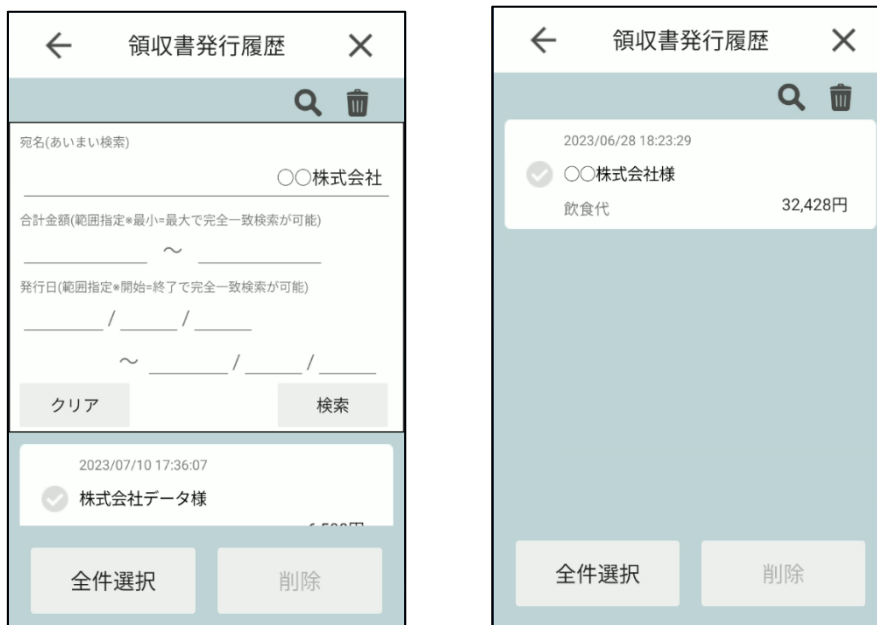 領収書発行履歴
宛名(あいまい検索)
〇〇株式会社
合計金額(範囲指定※最小=最大で完全一致検索が可能)
～
発行日(範囲指定※開始=終了で完全一致検索が可能)
/ /
～ / /
クリア 検索
2023/07/10 17:36:07
株式会社データ様
全件選択 削除
領収書発行履歴
2023/06/28 18:23:29
〇〇株式会社様
飲食代 32,428円
全件選択 削除